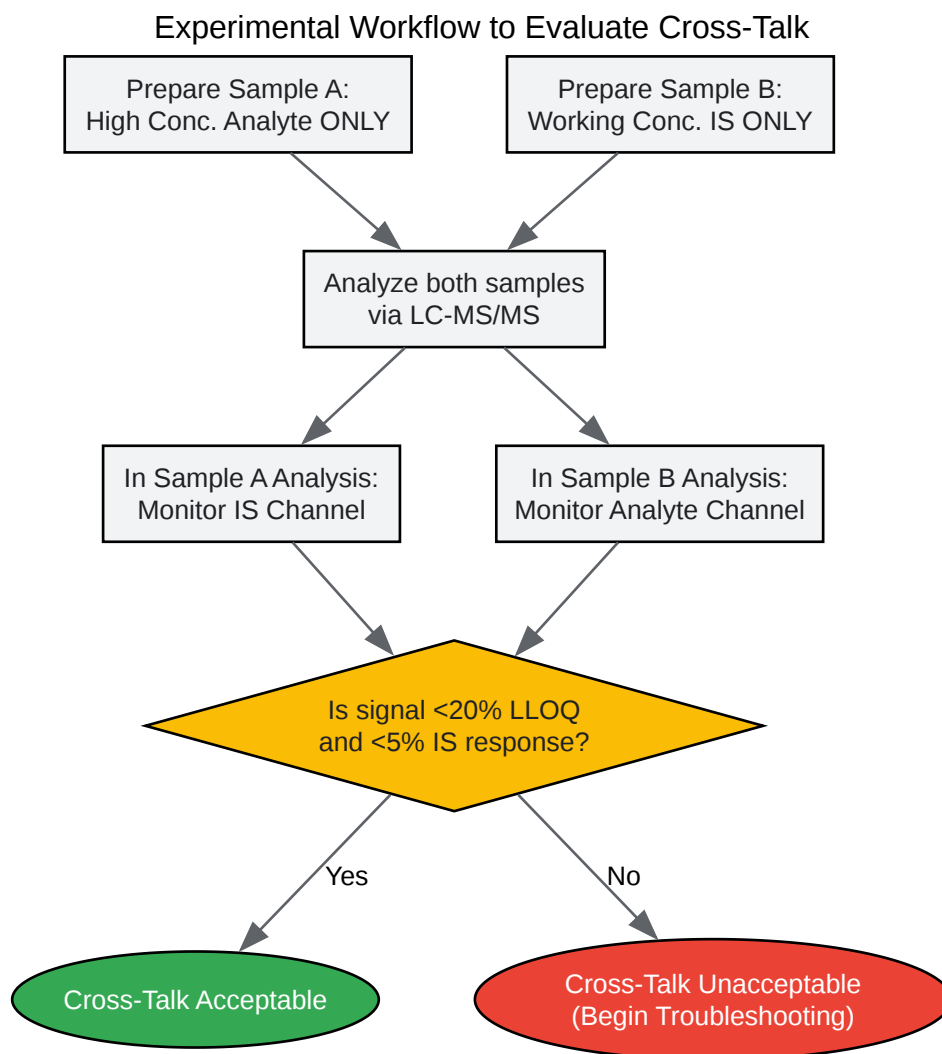 Experimental Workflow to Evaluate Cross-Talk
Prepare Sample A:
High Conc. Analyte ONLY
Prepare Sample B:
Working Conc. IS ONLY
Analyze both samples
via LC-MS/MS
In Sample A Analysis:
Monitor IS Channel
In Sample B Analysis:
Monitor Analyte Channel
Is signal <20% LLOQ
and <5% IS response?
Yes
No
Cross-Talk Acceptable
Cross-Talk Unacceptable
(Begin Troubleshooting)